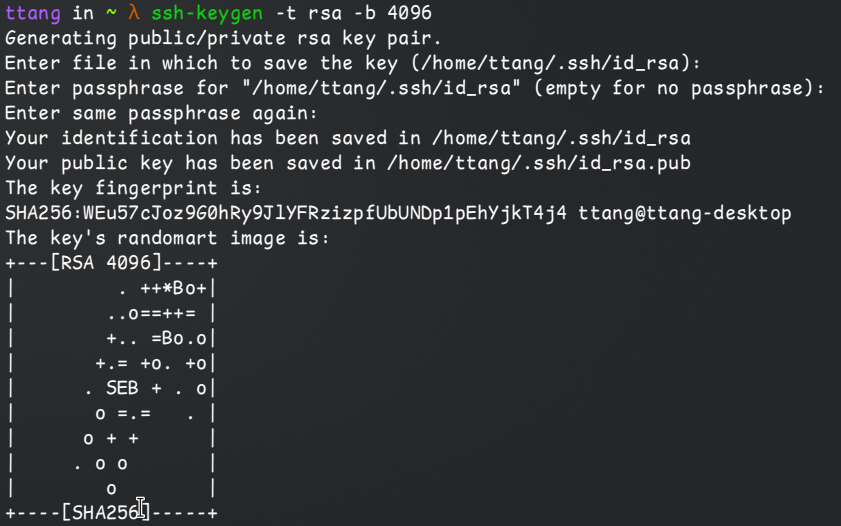 ttang in ~ λ ssh-keygen -t rsa -b 4096
Generating public/private rsa key pair.
Enter file in which to save the key (/home/ttang/.ssh/id_rsa):
Enter passphrase for "/home/ttang/.ssh/id_rsa" (empty for no passphrase):
Enter same passphrase again:
Your identification has been saved in /home/ttang/.ssh/id_rsa
Your public key has been saved in /home/ttang/.ssh/id_rsa.pub
The key fingerprint is:
SHA256:WEu57cJoz9G0hRy9JlYFRzizpfUbUNDp1pEhYjkT4j4 ttang@ttang-desktop
The key's randomart image is:
+---[RSA 4096]----+
|         . ++*Bo+|
|        ..o==++= |
|        +.. =Bo.o|
|       +.= +o. +o|
|      . SEB + . o|
|       o =.=   . |
|      o + +      |
|     . o o       |
|        o        |
+----[SHA256]-----+